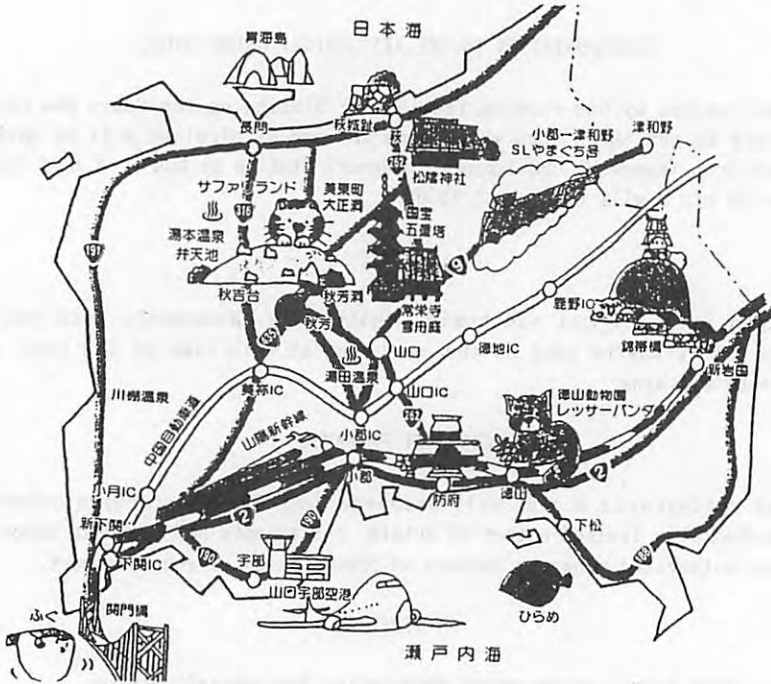 日本海
青海島
長門
萩城趾
萩
松陰神社
小郡ー津和野
SLやまぐち号
津和野
サファリランド
美東町
大正洞
国宝
五重塔
湯本温泉
弁天池
秋吉台
秋芳洞
秋芳
常栄寺
雪舟庭
鹿野IC
錦帯橋
新岩国
191
316
9
山口
湯田温泉
山口IC
徳地IC
川棚温泉
中国自動車道
美祢IC
小郡IC
徳山動物園
レッサーパンダ
山陽新幹線
小郡
防府
徳山
2
小月IC
新下関
下関IC
下松
宇部
山口宇部空港
ひらめ
関門橋
ふぐ
瀬戸内海